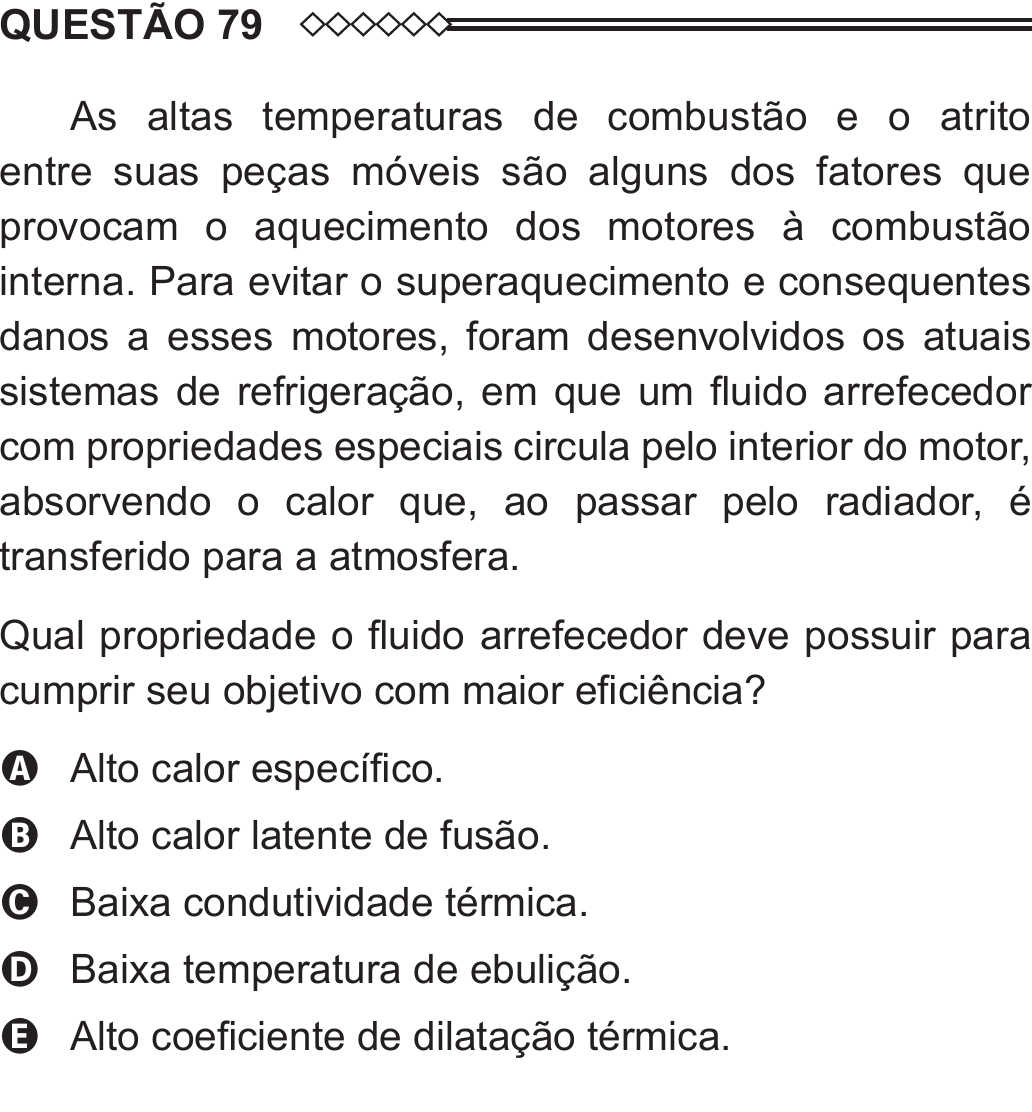 QUESTÃO 79
As altas temperaturas de combustão e o atrito
entre suas peças móveis são alguns dos fatores que
provocam o aquecimento dos motores à combustão
interna. Para evitar o superaquecimento e consequentes
danos a esses motores, foram desenvolvidos os atuais
sistemas de refrigeração, em que um fluido arrefecedor
com propriedades especiais circula pelo interior do motor,
absorvendo o calor que, ao passar pelo radiador, é
transferido para a atmosfera.
Qual propriedade o fluido arrefecedor deve possuir para
cumprir seu objetivo com maior eficiência?
A Alto calor específico.
B Alto calor latente de fusão.
C Baixa condutividade térmica.
D Baixa temperatura de ebulição.
E Alto coeficiente de dilatação térmica.